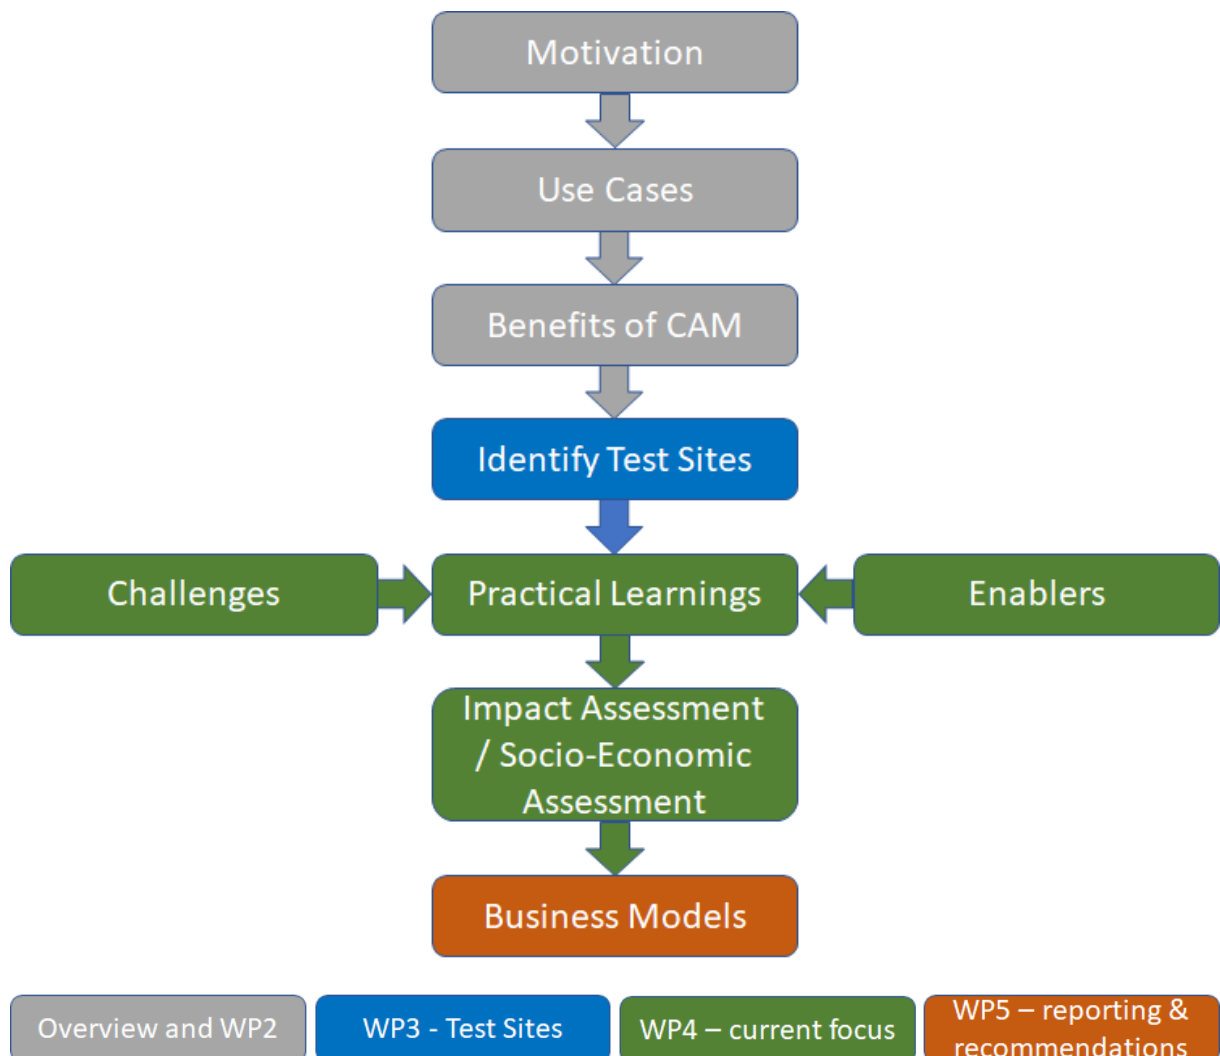 Motivation
Use Cases
Benefits of CAM
Identify Test Sites
Challenges
Practical Learnings
Enablers
Impact Assessment
/ Socio-Economic
Assessment
Business Models
Overview and WP2
WP3 - Test Sites
WP4 – current focus
WP5 – reporting &
recommendations